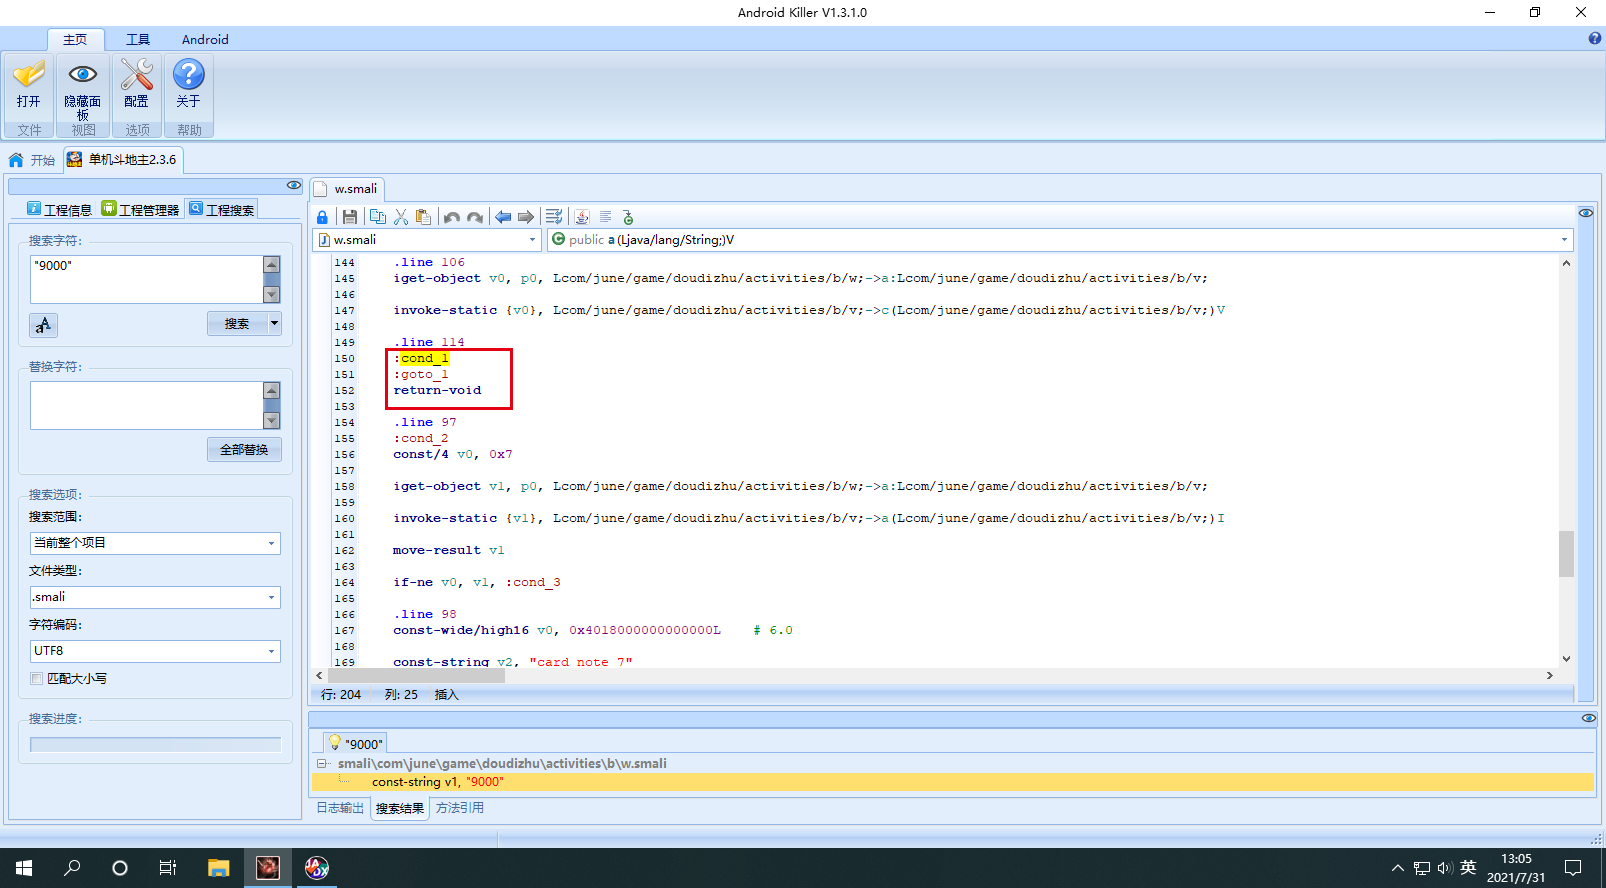 Android Killer V1.3.1.0
主页 工具 Android
打开 隐藏面板 配置 关于
文件 视图 选项 帮助
开始 单机斗地主2.3.6
工程信息 工程管理器 工程搜索
搜索字符:
"9000"
搜索
替换字符:
全部替换
搜索选项:
搜索范围:
当前整个项目
文件类型:
.smali
字符编码:
UTF8
匹配大小写
搜索进度:
w.smali
w.smali public a (Ljava/lang/String;)V
144 .line 106
145 iget-object v0, p0, Lcom/june/game/doudizhu/activities/b/w;->a:Lcom/june/game/doudizhu/activities/b/v;
146
147 invoke-static {v0}, Lcom/june/game/doudizhu/activities/b/v;->c(Lcom/june/game/doudizhu/activities/b/v;)V
148
149 .line 114
150 :cond_1
151 :goto_1
152 return-void
153
154 .line 97
155 :cond_2
156 const/4 v0, 0x7
157
158 iget-object v1, p0, Lcom/june/game/doudizhu/activities/b/w;->a:Lcom/june/game/doudizhu/activities/b/v;
159
160 invoke-static {v1}, Lcom/june/game/doudizhu/activities/b/v;->a(Lcom/june/game/doudizhu/activities/b/v;)I
161
162 move-result v1
163
164 if-ne v0, v1, :cond_3
165
166 .line 98
167 const-wide/high16 v0, 0x4018000000000000L # 6.0
168
169 const-string v2, "card note 7"
行: 204 列: 25 插入
"9000"
smali\com\june\game\doudizhu\activities\b\w.smali
const-string v1, "9000"
日志输出 搜索结果 方法引用
英
13:05
2021/7/31